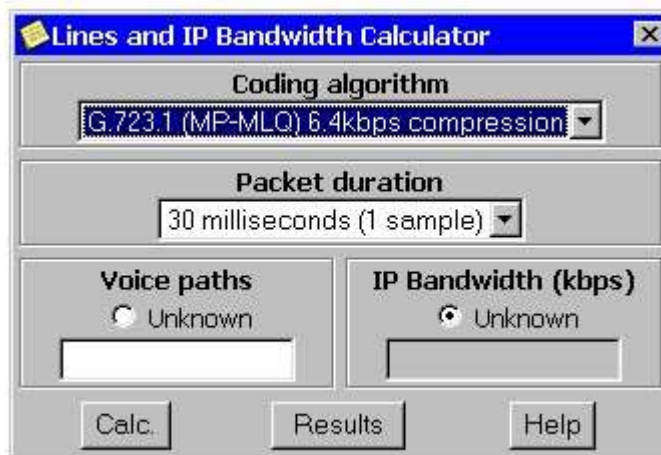 Lines and IP Bandwidth Calculator
Coding algorithm
G.723.1 (MP-MLQ) 6.4kbps compression
Packet duration
30 milliseconds (1 sample)
Voice paths
Unknown
IP Bandwidth (kbps)
Unknown
Calc.
Results
Help